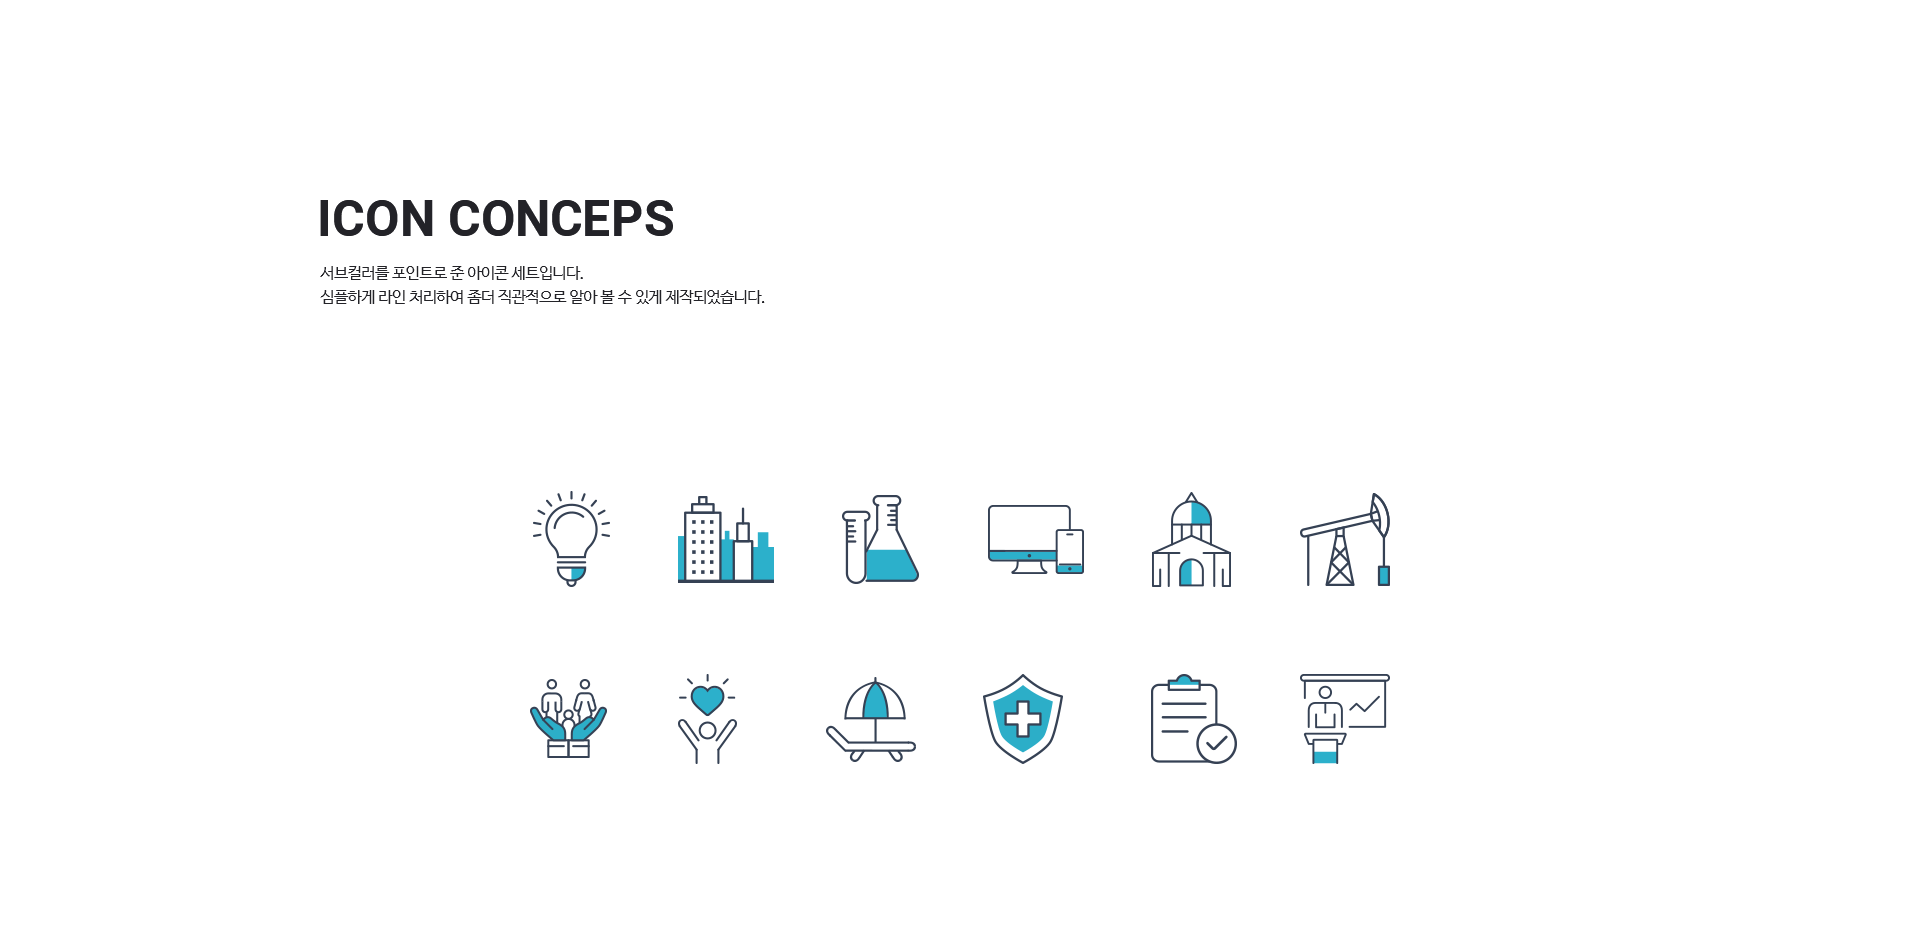 ICON CONCEPS
서브컬러를 포인트로 준 아이콘 세트입니다.
심플하게 라인 처리하여 좀더 직관적으로 알아 볼 수 있게 제작되었습니다.